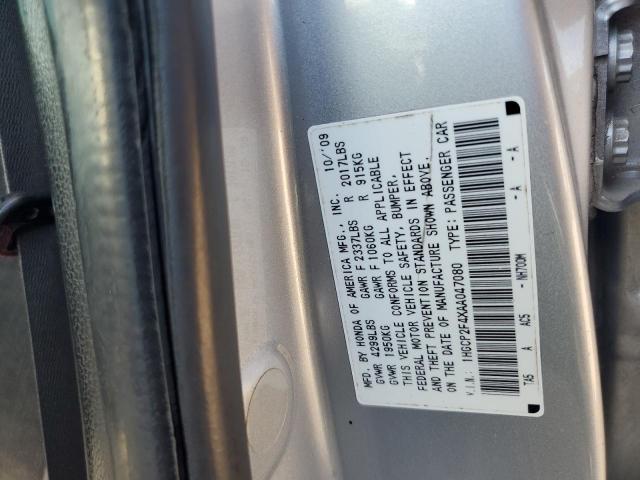 MFD. BY HONDA OF AMERICA MFG., INC. 10/'09
GVWR 4299LBS GAWR F 2337LBS R 2017LBS
GVWR 1950KG GAWR F 1060KG R 915KG
THIS VEHICLE CONFORMS TO ALL APPLICABLE
FEDERAL MOTOR VEHICLE SAFETY, BUMPER,
AND THEFT PREVENTION STANDARDS IN EFFECT
ON THE DATE OF MANUFACTURE SHOWN ABOVE.
V.I.N.: 1HGCP2F4XAA047080 TYPE: PASSENGER CAR
TA5 A AC5 - NH700M - A - A